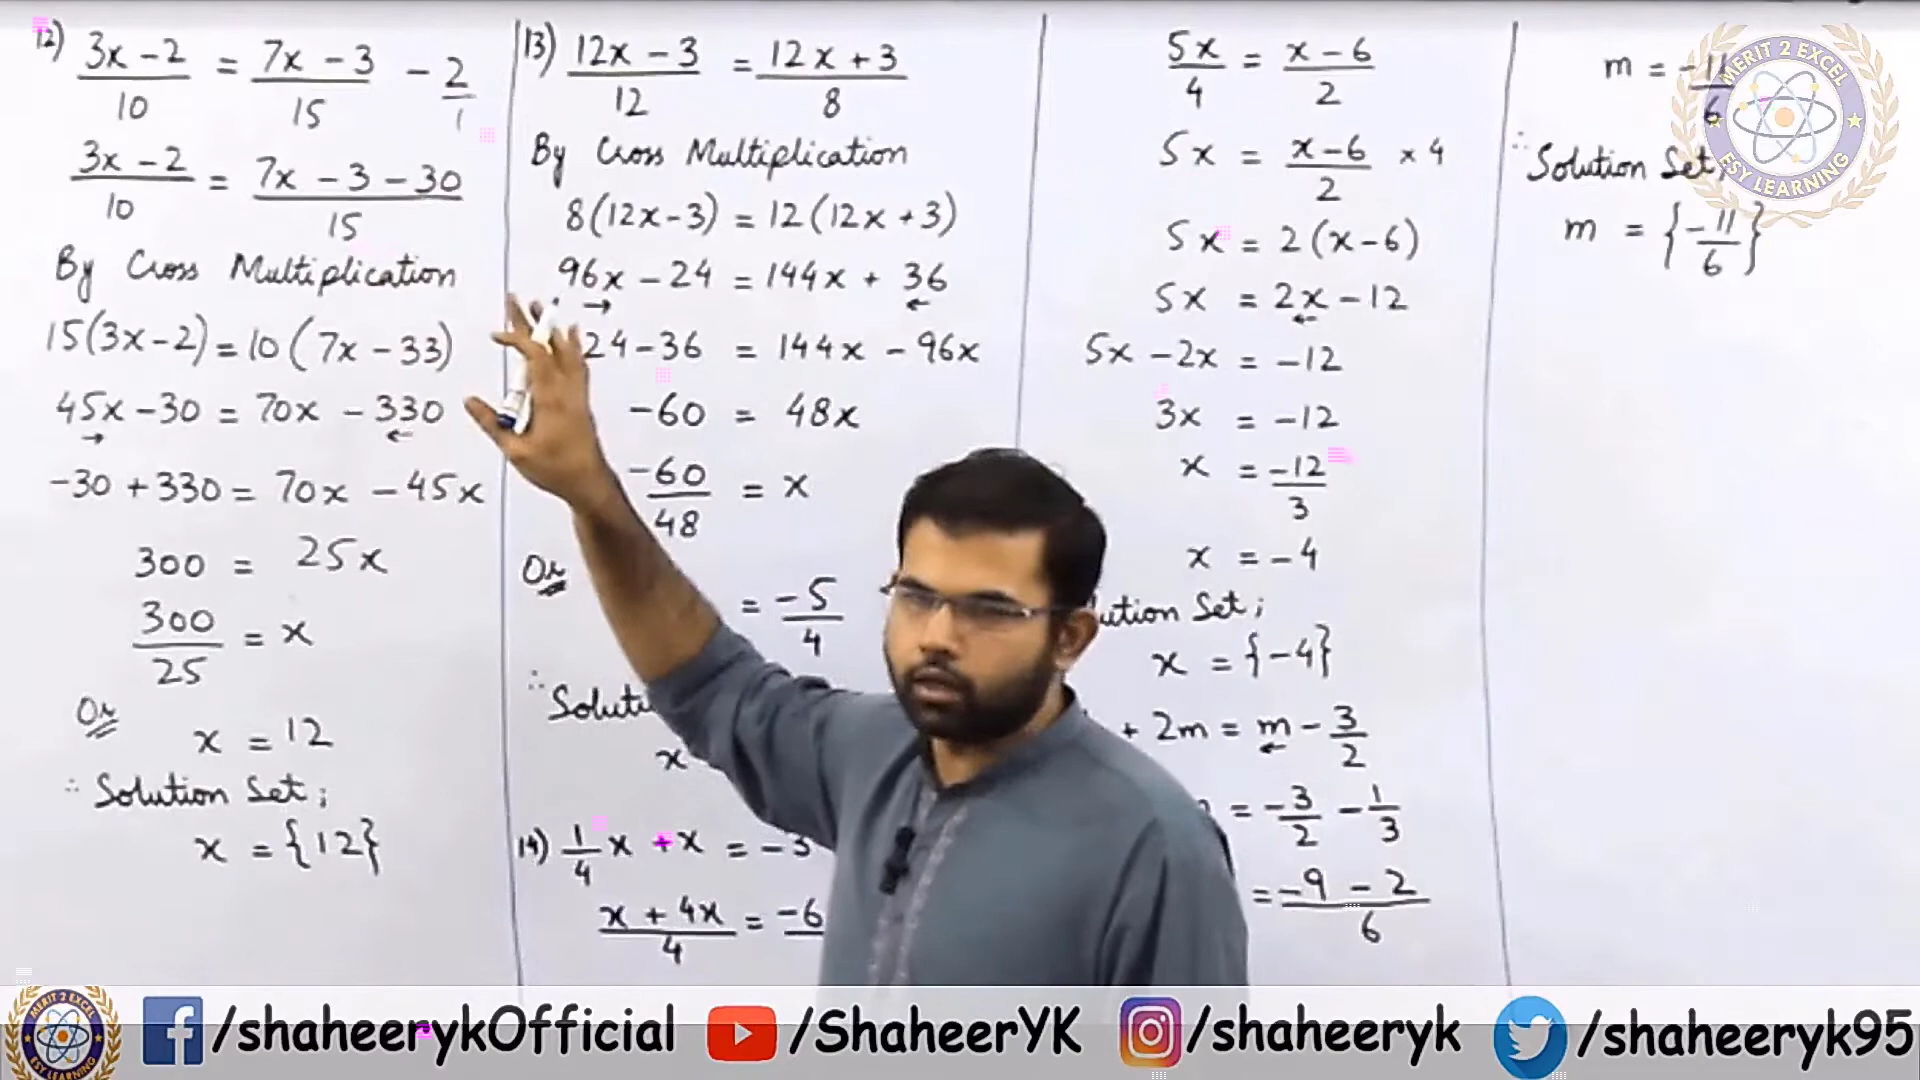 12) (3x - 2)/10 = (7x - 3)/15 - 2/1
(3x - 2)/10 = (7x - 3 - 30)/15
By Cross Multiplication
15(3x - 2) = 10(7x - 33)
45x - 30 = 70x - 330
-30 + 330 = 70x - 45x
300 = 25x
300/25 = x
Or
x = 12
∴ Solution Set;
x = {12}
13) (12x - 3)/12 = (12x + 3)/8
By Cross Multiplication
8(12x - 3) = 12(12x + 3)
96x - 24 = 144x + 36
24 - 36 = 144x - 96x
-60 = 48x
-60/48 = x
Or
= -5/4
∴ Solut
x
14) 1/4 x + x = -3
(x + 4x)/4 = -6
5x/4 = (x - 6)/2
5x = (x - 6)/2 × 4
5x = 2(x - 6)
5x = 2x - 12
5x - 2x = -12
3x = -12
x = -12/3
x = -4
ution Set;
x = {-4}
+ 2m = m - 3/2
= -3/2 - 1/3
= (-9 - 2)/6
m = -11/6
∴ Solution Set;
m = {-11/6}
MERIT 2 EXCEL
ESY LEARNING
MERIT 2 EXCEL
ESY LEARNING
/shaheerykOfficial
/ShaheerYK
/shaheeryk
/shaheeryk95